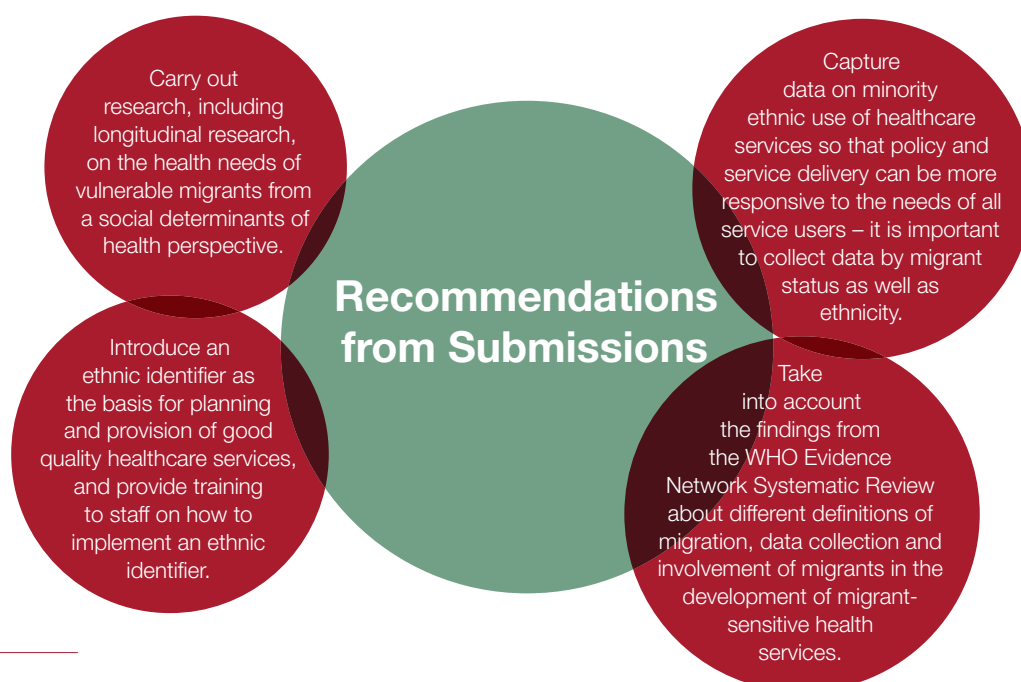 Carry out
research, including
longitudinal research,
on the health needs of
vulnerable migrants from
a social determinants of
health perspective.
Capture
data on minority
ethnic use of healthcare
services so that policy and
service delivery can be more
responsive to the needs of all
service users – it is important
to collect data by migrant
status as well as
ethnicity.
Recommendations
from Submissions
Introduce an
ethnic identifier as
the basis for planning
and provision of good
quality healthcare services,
and provide training
to staff on how to
implement an ethnic
identifier.
Take
into account
the findings from
the WHO Evidence
Network Systematic Review
about different definitions of
migration, data collection and
involvement of migrants in the
development of migrant-
sensitive health
services.